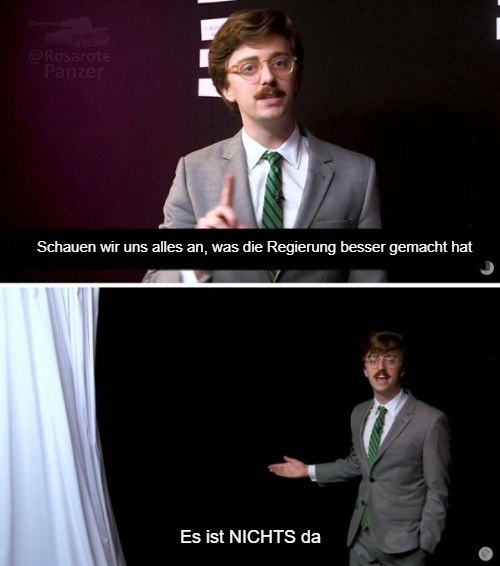 @Rosarote
Panzer
Schauen wir uns alles an, was die Regierung besser gemacht hat
Es ist NICHTS da